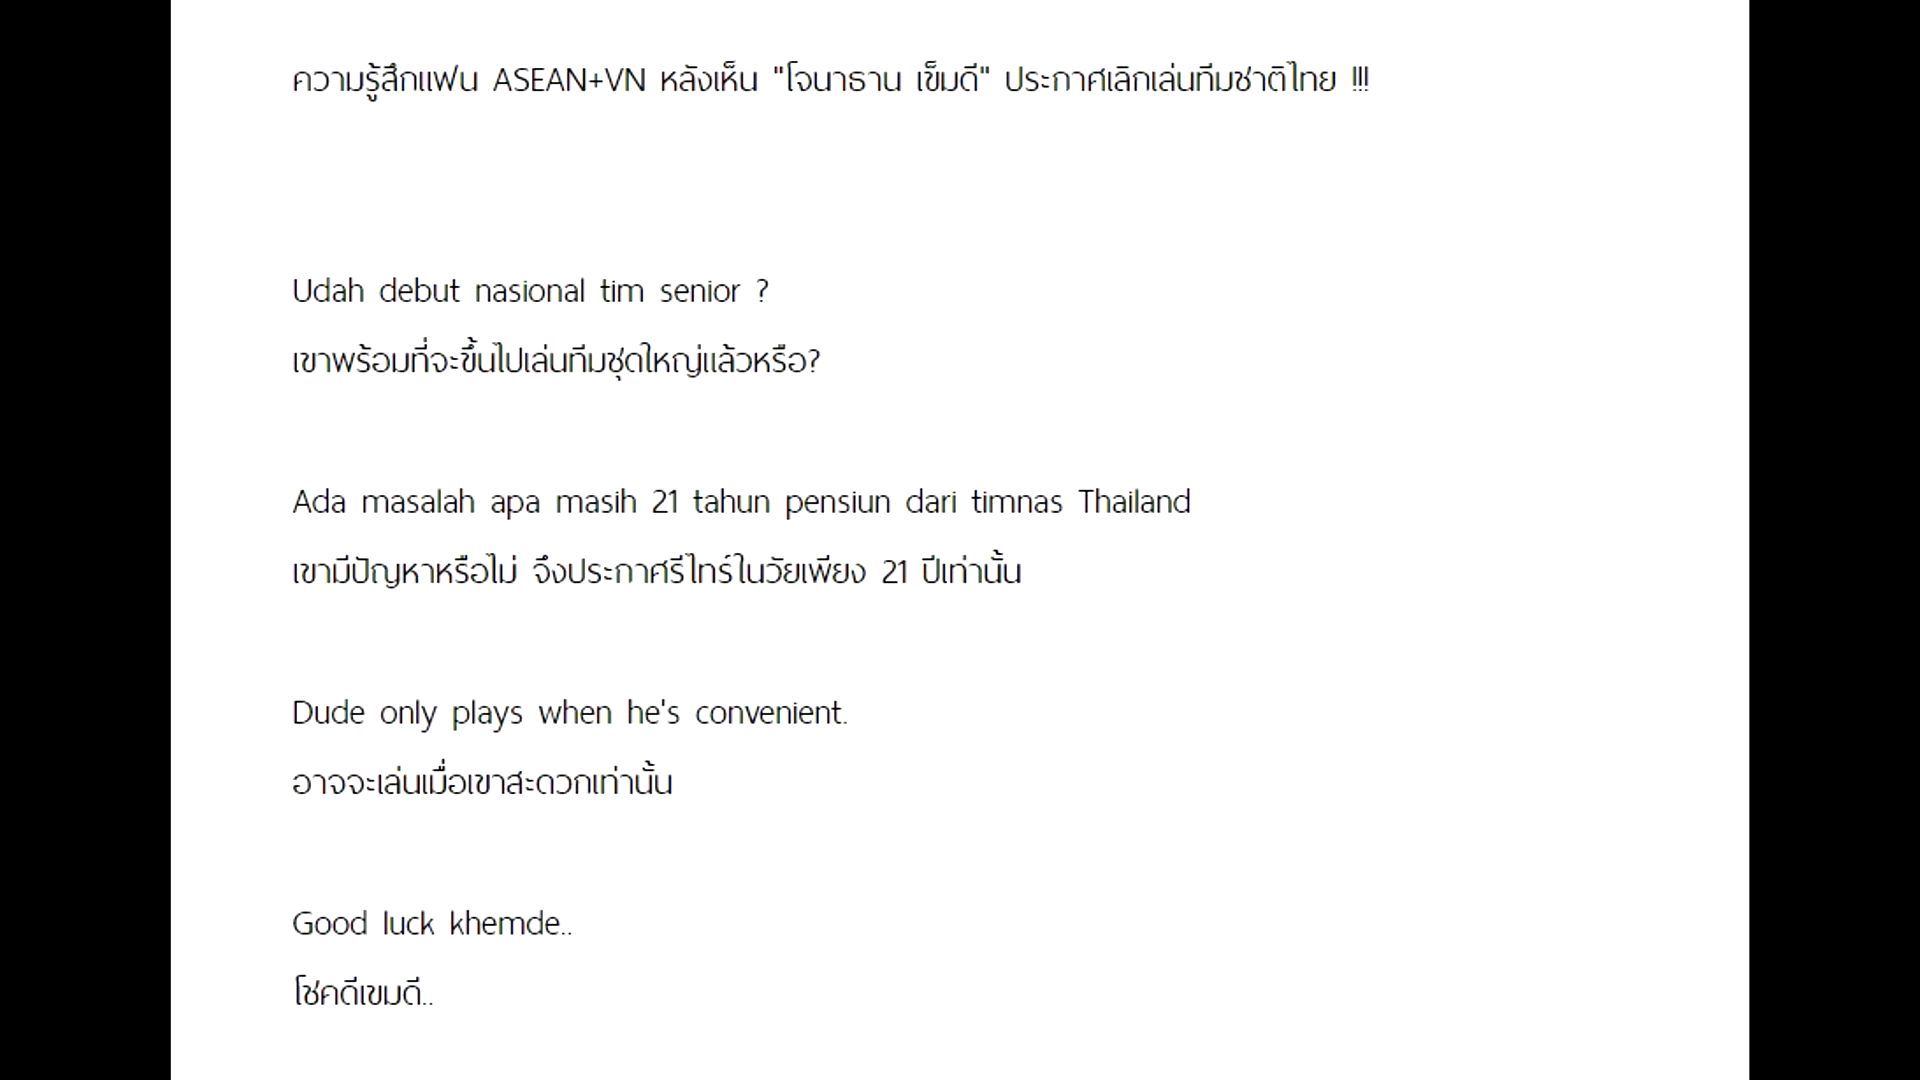 ความรู้สึกแฟน ASEAN+VN หลังเห็น "โจนาธาน เข็มดี" ประกาศเลิกเล่นทีมชาติไทย !!!
Udah debut nasional tim senior ?
เขาพร้อมที่จะขึ้นไปเล่นทีมชุดใหญ่แล้วหรือ?
Ada masalah apa masih 21 tahun pensiun dari timnas Thailand
เขามีปัญหาหรือไม่ จึงประกาศรีไทร์ในวัยเพียง 21 ปีเท่านั้น
Dude only plays when he's convenient.
อาจจะเล่นเมื่อเขาสะดวกเท่านั้น
Good luck khemde..
โชคดีเขมดี..